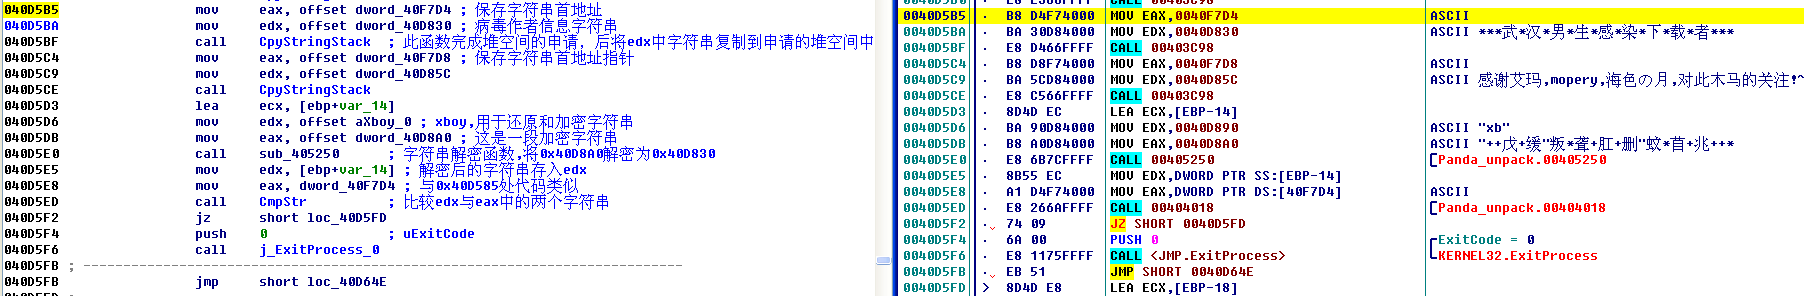 040D5B5 mov eax, offset dword_40F7D4 ; 保存字符串首地址
040D5BA mov edx, offset dword_40D830 ; 病毒作者信息字符串
040D5BF call CpyStringStack ; 此函数完成堆空间的申请，后将edx中字符串复制到申请的堆空间中
040D5C4 mov eax, offset dword_40F7D8 ; 保存字符串首地址指针
040D5C9 mov edx, offset dword_40D85C
040D5CE call CpyStringStack
040D5D3 lea ecx, [ebp+var_14]
040D5D6 mov edx, offset aXboy_0 ; xboy,用于还原和加密字符串
040D5DB mov eax, offset dword_40D8A0 ; 这是一段加密字符串
040D5E0 call sub_405250 ; 字符串解密函数,将0x40D8A0解密为0x40D830
040D5E5 mov edx, [ebp+var_14] ; 解密后的字符串存入edx
040D5E8 mov eax, dword_40F7D4 ; 与0x40D585处代码类似
040D5ED call CmpStr ; 比较edx与eax中的两个字符串
040D5F2 jz short loc_40D5FD
040D5F4 push 0 ; uExitCode
040D5F6 call j_ExitProcess_0
040D5FB ; ---------------------------------------------------------------------------
040D5FB jmp short loc_40D64E
0040D5B5 . B8 D4F74000 MOV EAX,0040F7D4 ASCII
0040D5BA . BA 30D84000 MOV EDX,0040D830 ASCII ***武*汉*男*生*感*染*下*载*者***
0040D5BF . E8 D466FFFF CALL 00403C98
0040D5C4 . B8 D8F74000 MOV EAX,0040F7D8 ASCII
0040D5C9 . BA 5CD84000 MOV EDX,0040D85C ASCII 感谢艾玛,mopery,海色の月,对此木马的关注!~
0040D5CE . E8 C566FFFF CALL 00403C98
0040D5D3 . 8D4D EC LEA ECX,[EBP-14]
0040D5D6 . BA 90D84000 MOV EDX,0040D890 ASCII "xb"
0040D5DB . B8 A0D84000 MOV EAX,0040D8A0 ASCII "++戊+缓"叛*聋+肛+删"蚊*苜+兆++*
0040D5E0 . E8 6B7CFFFF CALL 00405250 Panda_unpack.00405250
0040D5E5 . 8B55 EC MOV EDX,DWORD PTR SS:[EBP-14]
0040D5E8 . A1 D4F74000 MOV EAX,DWORD PTR DS:[40F7D4] ASCII
0040D5ED . E8 266AFFFF CALL 00404018 Panda_unpack.00404018
0040D5F2 . 74 09 JZ SHORT 0040D5FD
0040D5F4 . 6A 00 PUSH 0 ExitCode = 0
0040D5F6 . E8 1175FFFF CALL <JMP.ExitProcess> KERNEL32.ExitProcess
0040D5FB . EB 51 JMP SHORT 0040D64E
0040D5FD > 8D4D E8 LEA ECX,[EBP-18]